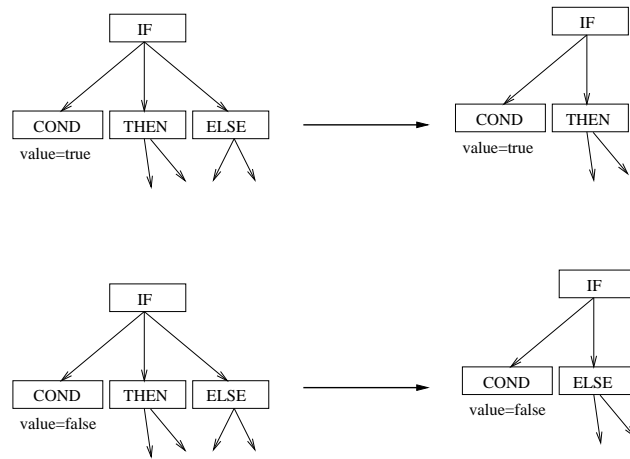 IF
IF
COND THEN ELSE
COND THEN
value=true
value=true
IF
IF
COND THEN ELSE
COND ELSE
value=false
value=false